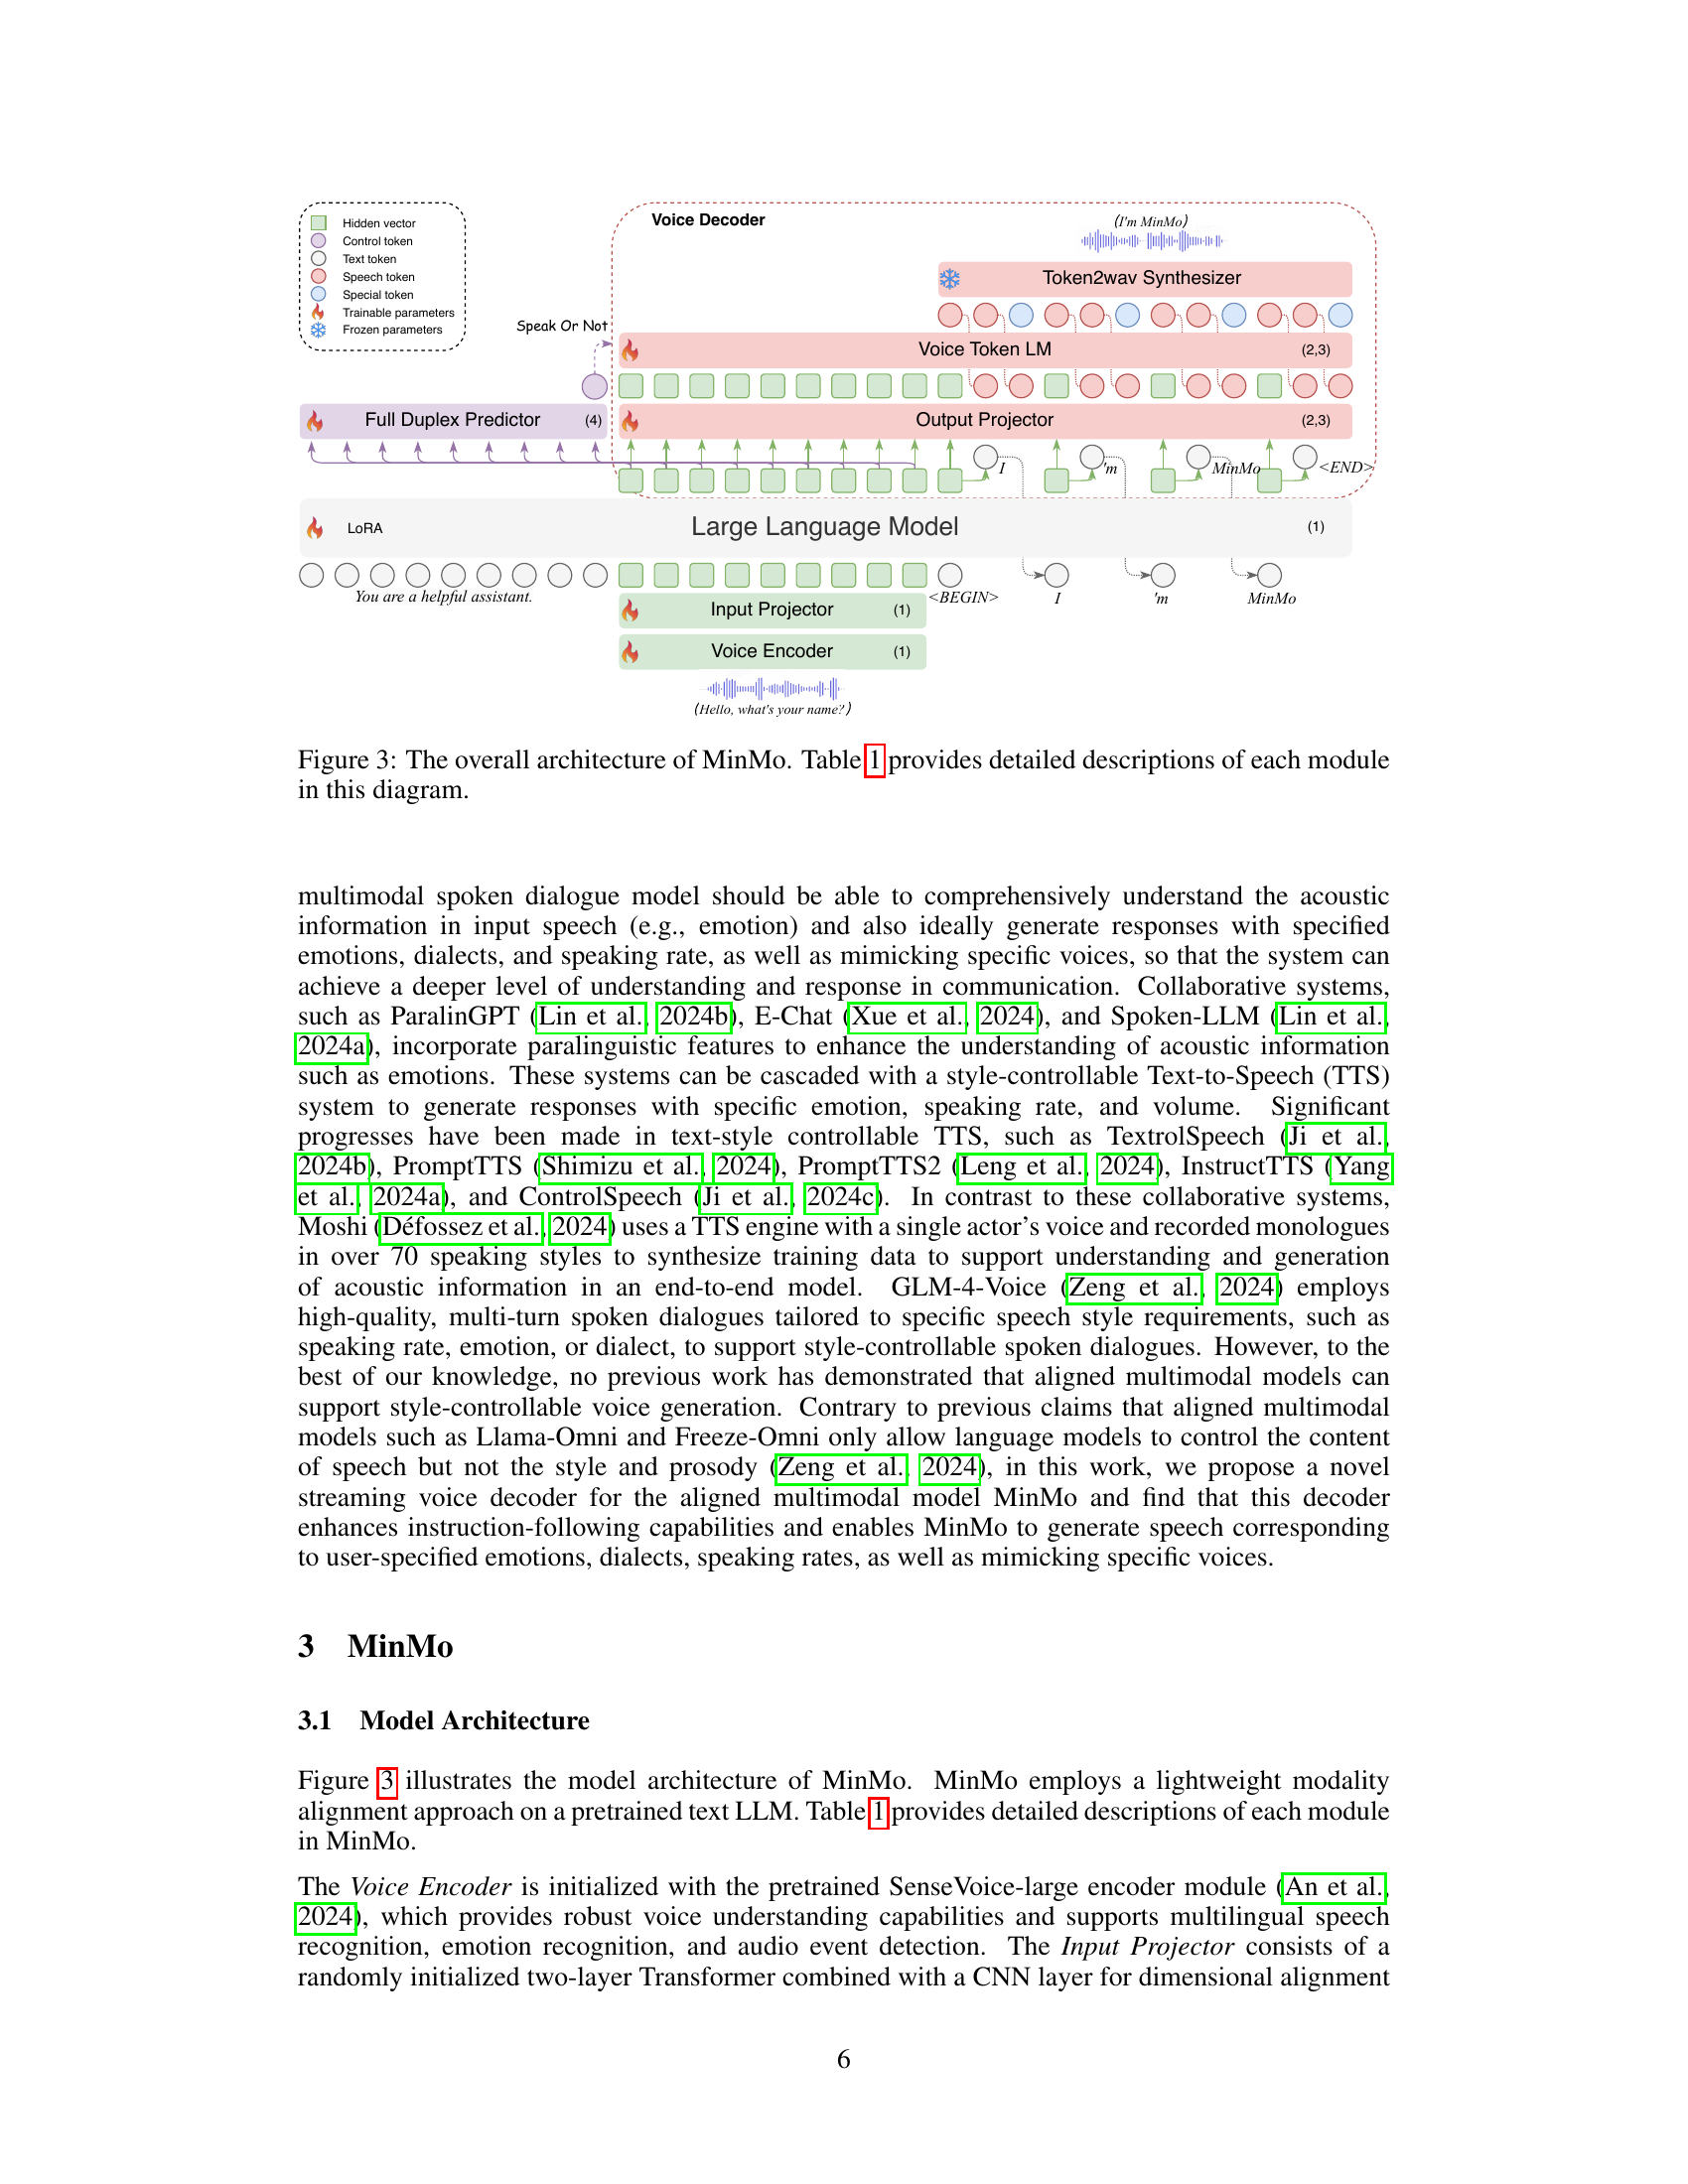 Hidden vector
Control token
Text token
Speech token
Special token
Trainable parameters
Frozen parameters
Voice Decoder
(I'm MinMo)
Token2wav Synthesizer
Speak Or Not
Voice Token LM (2,3)
Full Duplex Predictor (4)
Output Projector (2,3)
I 'm MinMo <END>
LoRA Large Language Model (1)
You are a helpful assistant. <BEGIN> I 'm MinMo
Input Projector (1)
Voice Encoder (1)
(Hello, what's your name?)
Figure 3: The overall architecture of MinMo. Table 1 provides detailed descriptions of each module
in this diagram.
multimodal spoken dialogue model should be able to comprehensively understand the acoustic
information in input speech (e.g., emotion) and also ideally generate responses with specified
emotions, dialects, and speaking rate, as well as mimicking specific voices, so that the system can
achieve a deeper level of understanding and response in communication. Collaborative systems,
such as ParalinGPT (Lin et al., 2024b), E-Chat (Xue et al., 2024), and Spoken-LLM (Lin et al.,
2024a), incorporate paralinguistic features to enhance the understanding of acoustic information
such as emotions. These systems can be cascaded with a style-controllable Text-to-Speech (TTS)
system to generate responses with specific emotion, speaking rate, and volume. Significant
progresses have been made in text-style controllable TTS, such as TextrolSpeech (Ji et al.,
2024b), PromptTTS (Shimizu et al., 2024), PromptTTS2 (Leng et al., 2024), InstructTTS (Yang
et al., 2024a), and ControlSpeech (Ji et al., 2024c). In contrast to these collaborative systems,
Moshi (Défossez et al., 2024) uses a TTS engine with a single actor's voice and recorded monologues
in over 70 speaking styles to synthesize training data to support understanding and generation
of acoustic information in an end-to-end model. GLM-4-Voice (Zeng et al., 2024) employs
high-quality, multi-turn spoken dialogues tailored to specific speech style requirements, such as
speaking rate, emotion, or dialect, to support style-controllable spoken dialogues. However, to the
best of our knowledge, no previous work has demonstrated that aligned multimodal models can
support style-controllable voice generation. Contrary to previous claims that aligned multimodal
models such as Llama-Omni and Freeze-Omni only allow language models to control the content
of speech but not the style and prosody (Zeng et al., 2024), in this work, we propose a novel
streaming voice decoder for the aligned multimodal model MinMo and find that this decoder
enhances instruction-following capabilities and enables MinMo to generate speech corresponding
to user-specified emotions, dialects, speaking rates, as well as mimicking specific voices.
3 MinMo
3.1 Model Architecture
Figure 3 illustrates the model architecture of MinMo. MinMo employs a lightweight modality
alignment approach on a pretrained text LLM. Table 1 provides detailed descriptions of each module
in MinMo.
The Voice Encoder is initialized with the pretrained SenseVoice-large encoder module (An et al.,
2024), which provides robust voice understanding capabilities and supports multilingual speech
recognition, emotion recognition, and audio event detection. The Input Projector consists of a
randomly initialized two-layer Transformer combined with a CNN layer for dimensional alignment
6